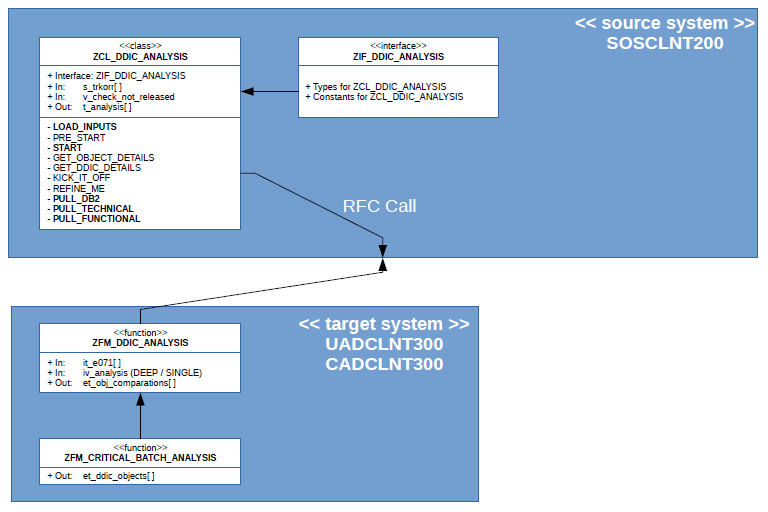 << source system >>
SOSCLNT200
<<class>>
ZCL_DDIC_ANALYSIS
+ Interface: ZIF_DDIC_ANALYSIS
+ In: s_trkorr[ ]
+ In: v_check_not_released
+ Out: t_analysis[ ]
- LOAD_INPUTS
- PRE_START
- START
- GET_OBJECT_DETAILS
- GET_DDIC_DETAILS
- KICK_IT_OFF
- REFINE_ME
- PULL_DB2
- PULL_TECHNICAL
- PULL_FUNCTIONAL
<<interface>>
ZIF_DDIC_ANALYSIS
+ Types for ZCL_DDIC_ANALYSIS
+ Constants for ZCL_DDIC_ANALYSIS
RFC Call
<< target system >>
UADCLNT300
CADCLNT300
<<function>>
ZFM_DDIC_ANALYSIS
+ In: it_e071[ ]
+ In: iv_analysis (DEEP / SINGLE)
+ Out: et_obj_comparations[ ]
<<function>>
ZFM_CRITICAL_BATCH_ANALYSIS
+ Out: et_ddic_objects[ ]